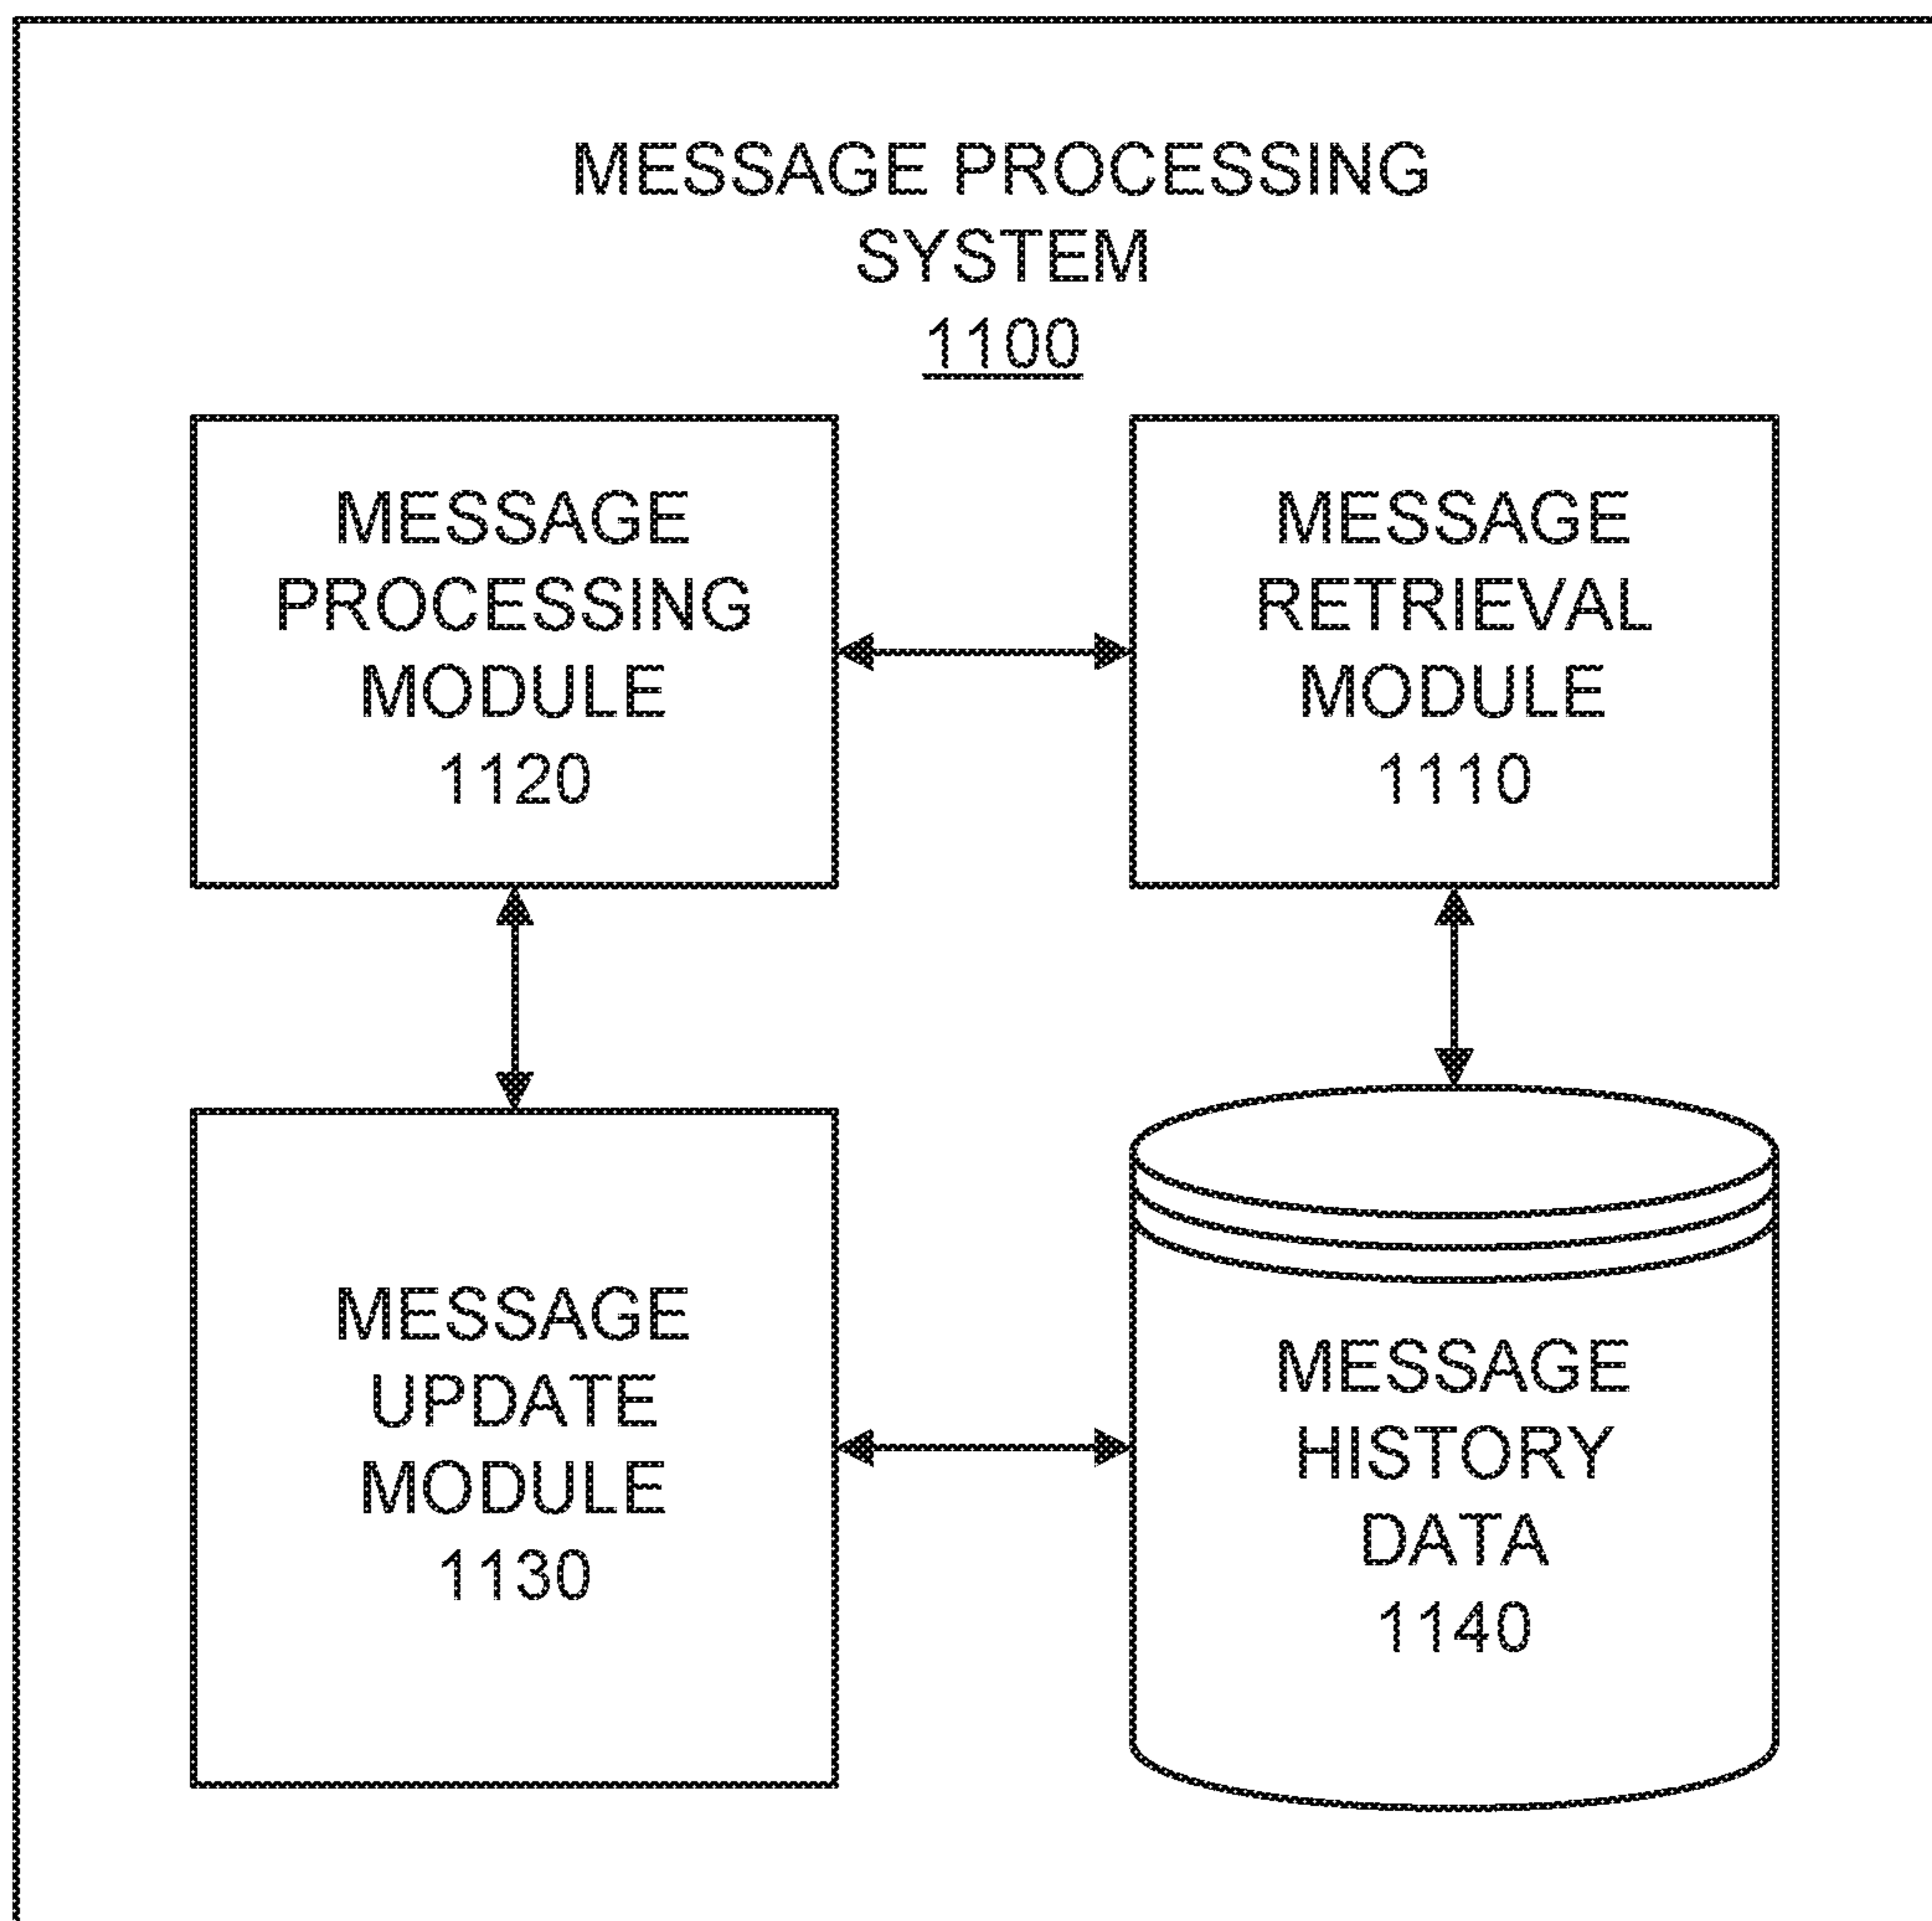 MESSAGE PROCESSING
SYSTEM
1100
MESSAGE
PROCESSING
MODULE
1120
MESSAGE
RETRIEVAL
MODULE
1110
MESSAGE
UPDATE
MODULE
1130
MESSAGE
HISTORY
DATA
1140